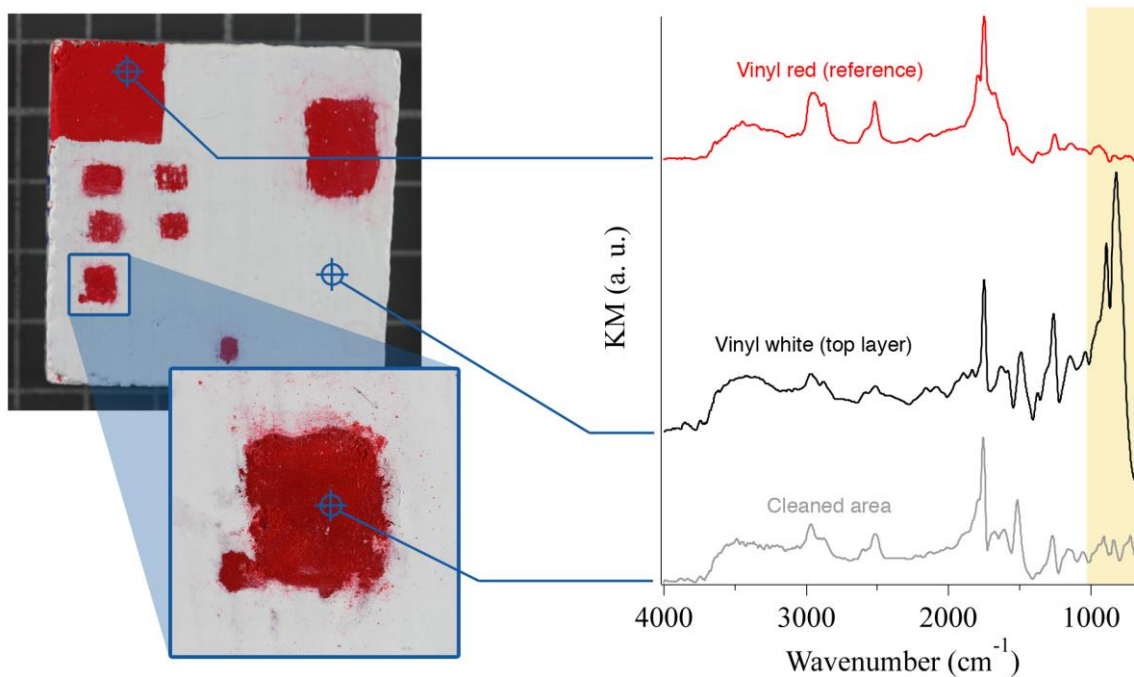 Vinyl red (reference)
Vinyl white (top layer)
Cleaned area
KM (a. u.)
4000 3000 2000 1000
Wavenumber (cm⁻¹)